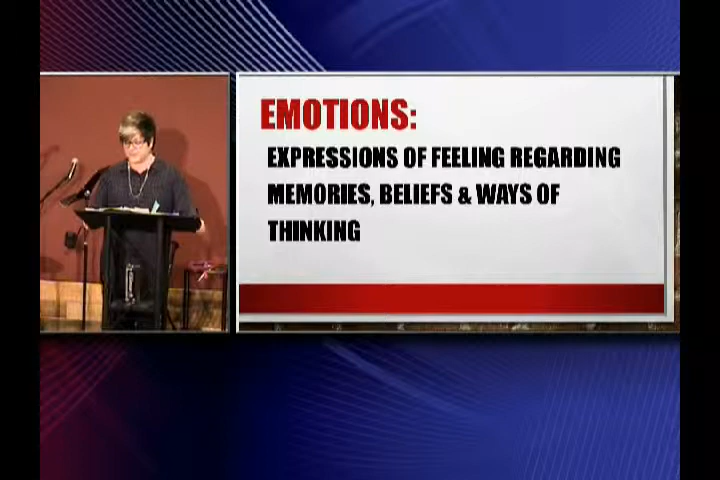 EMOTIONS:
EXPRESSIONS OF FEELING REGARDING
MEMORIES, BELIEFS & WAYS OF
THINKING